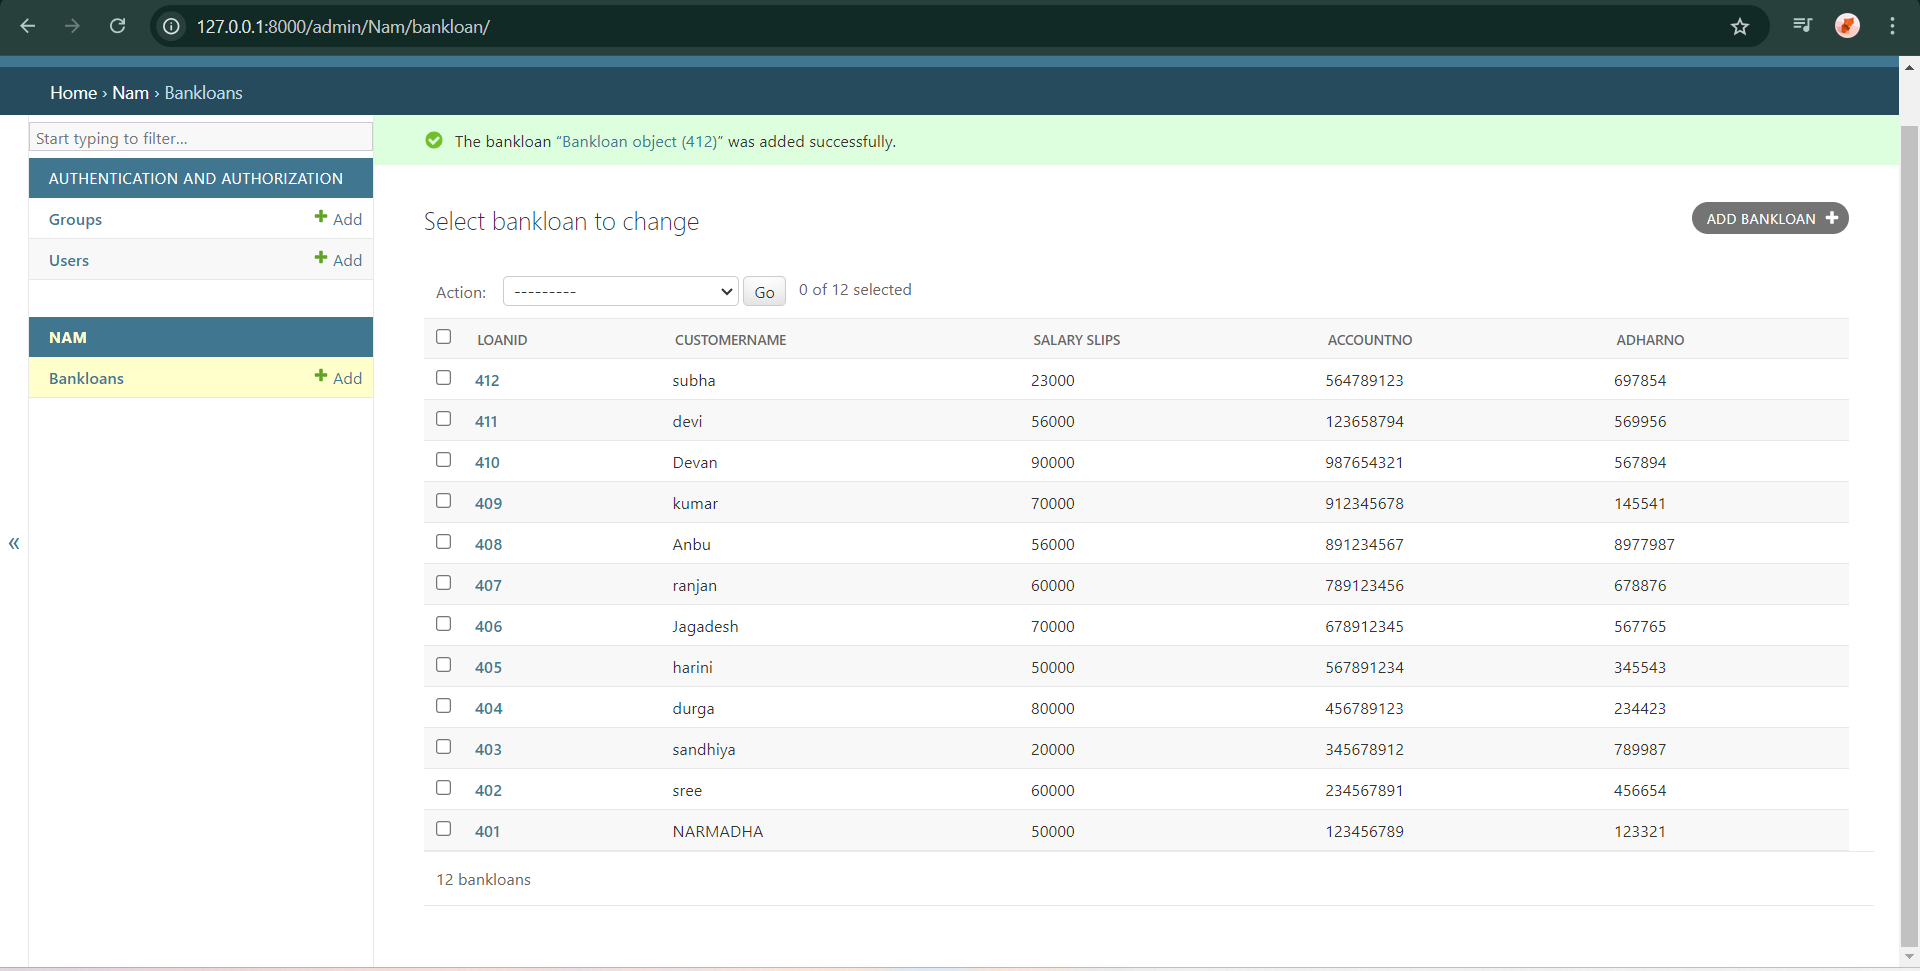 127.0.0.1:8000/admin/Nam/bankloan/
Home › Nam › Bankloans
Start typing to filter...
AUTHENTICATION AND AUTHORIZATION
Groups + Add
Users + Add
NAM
Bankloans + Add
«
The bankloan “Bankloan object (412)” was added successfully.
Select bankloan to change
ADD BANKLOAN +
Action: --------- Go 0 of 12 selected
LOANID CUSTOMERNAME SALARY SLIPS ACCOUNTNO ADHARNO
412 subha 23000 564789123 697854
411 devi 56000 123658794 569956
410 Devan 90000 987654321 567894
409 kumar 70000 912345678 145541
408 Anbu 56000 891234567 8977987
407 ranjan 60000 789123456 678876
406 Jagadesh 70000 678912345 567765
405 harini 50000 567891234 345543
404 durga 80000 456789123 234423
403 sandhiya 20000 345678912 789987
402 sree 60000 234567891 456654
401 NARMADHA 50000 123456789 123321
12 bankloans